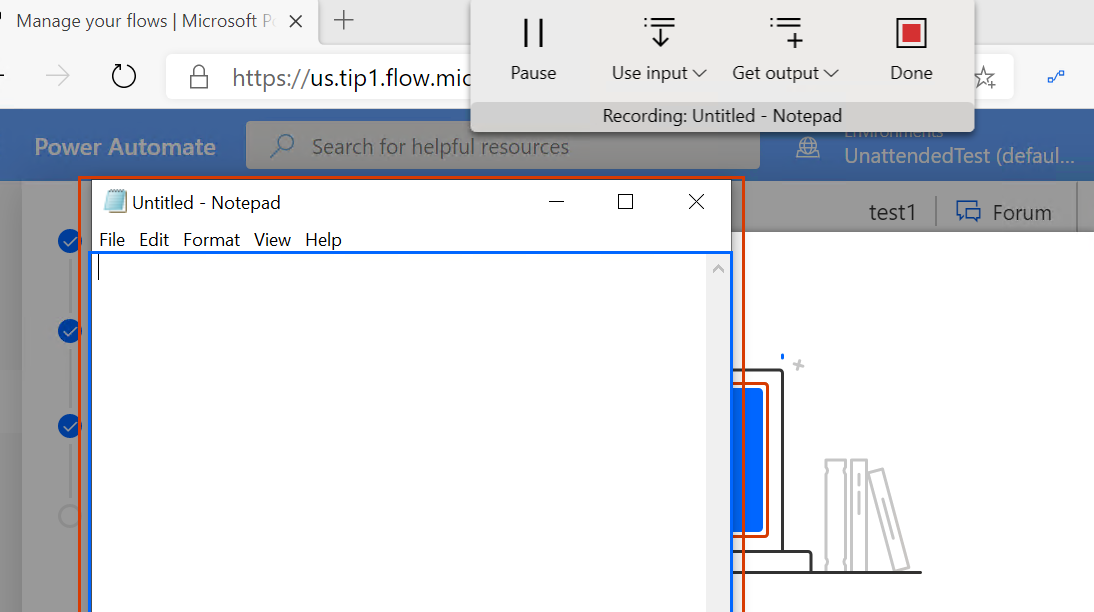 Manage your flows | Microsoft P
Pause
Use input
Get output
Done
https://us.tip1.flow.mic
Recording: Untitled - Notepad
Power Automate
Search for helpful resources
Environments
UnattendedTest (defaul...
Untitled - Notepad
test1
Forum
File Edit Format View Help